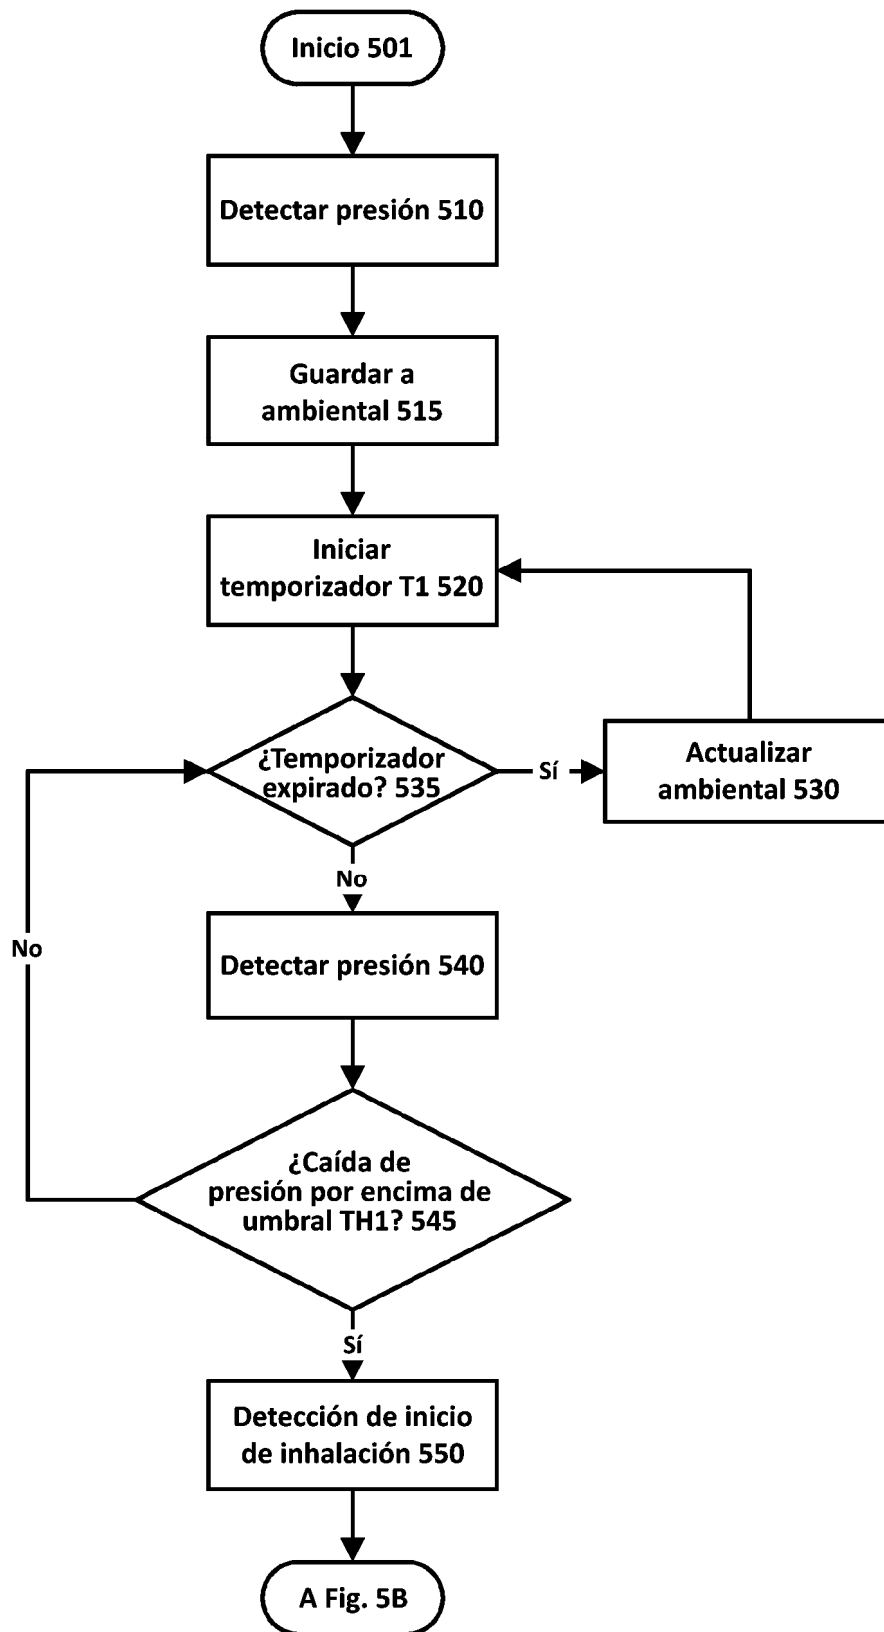 Inicio 501
Detectar presión 510
Guardar a
ambiental 515
Iniciar
temporizador T1 520
¿Temporizador
expirado? 535
Sí
Actualizar
ambiental 530
No
Detectar presión 540
No
¿Caída de
presión por encima de
umbral TH1? 545
Sí
Detección de inicio
de inhalación 550
A Fig. 5B